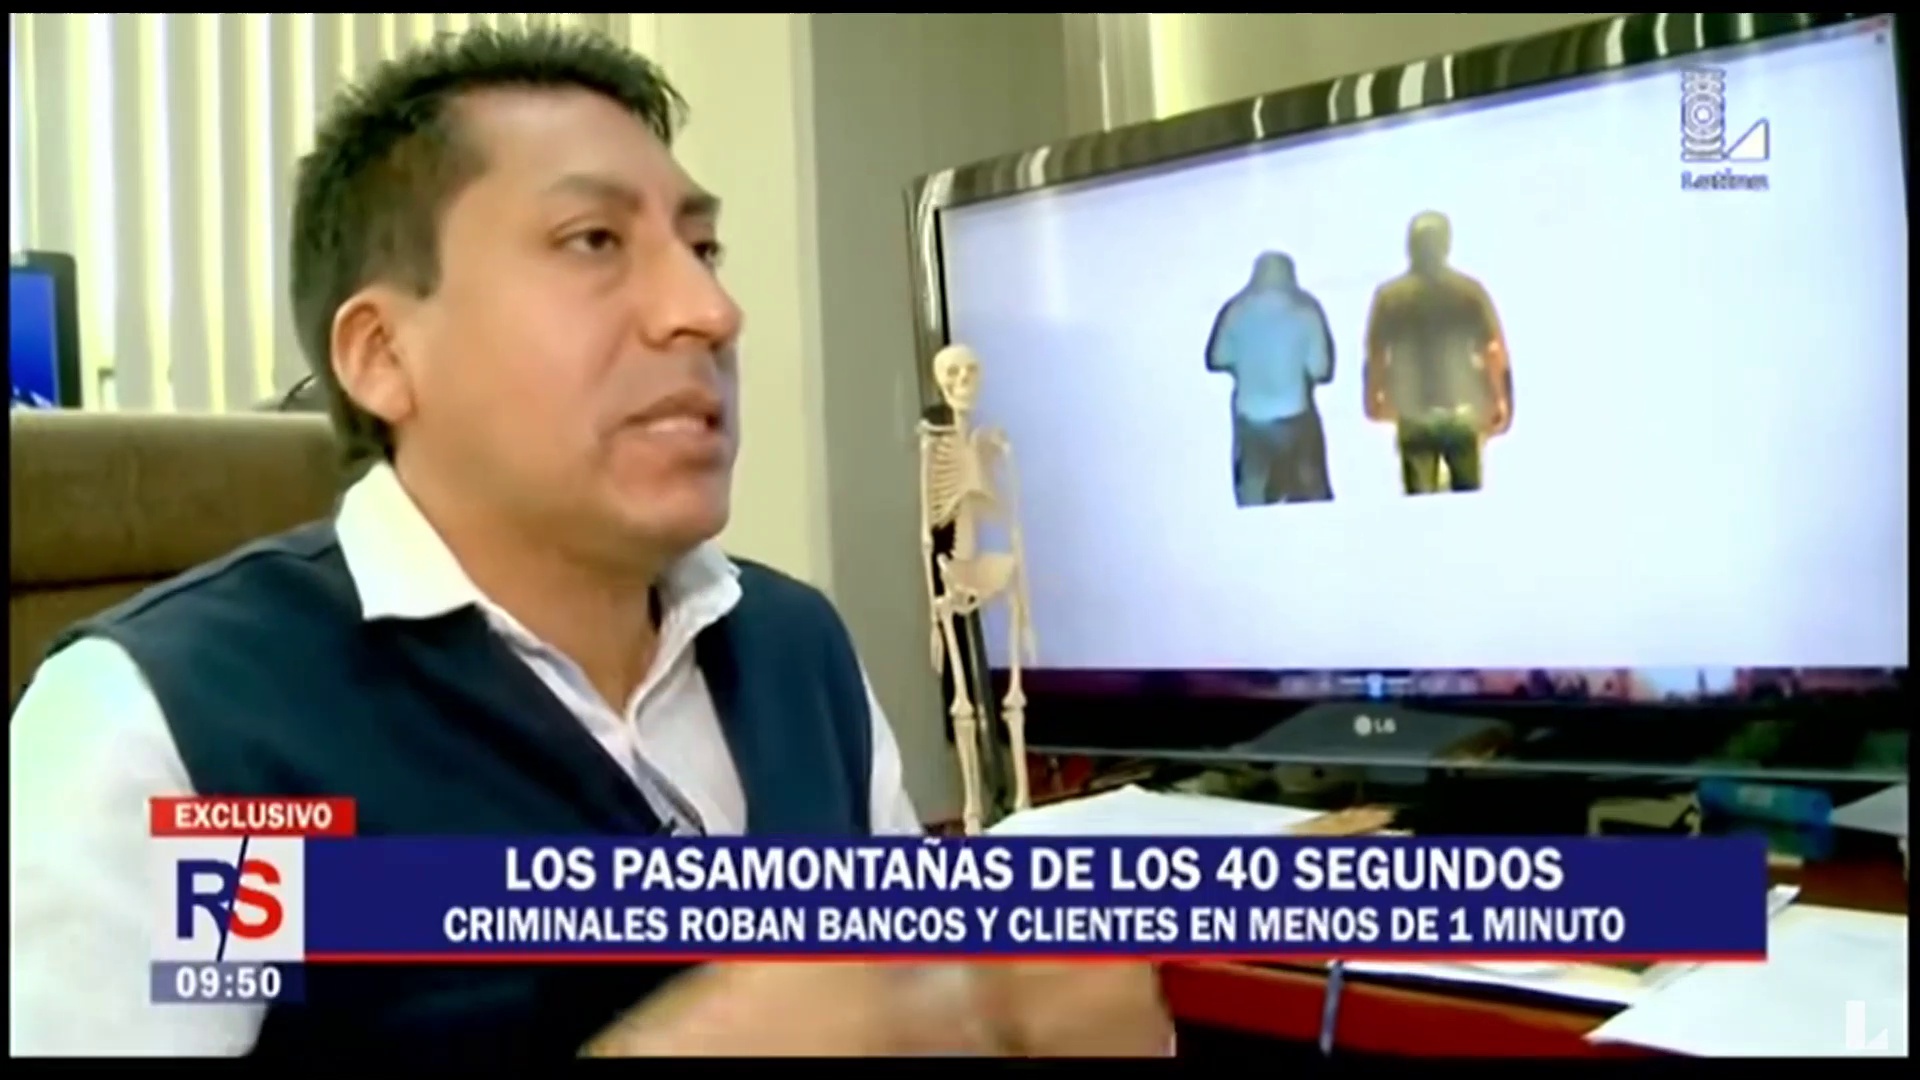 Latina
LG
EXCLUSIVO
RS
LOS PASAMONTAÑAS DE LOS 40 SEGUNDOS
CRIMINALES ROBAN BANCOS Y CLIENTES EN MENOS DE 1 MINUTO
09:50